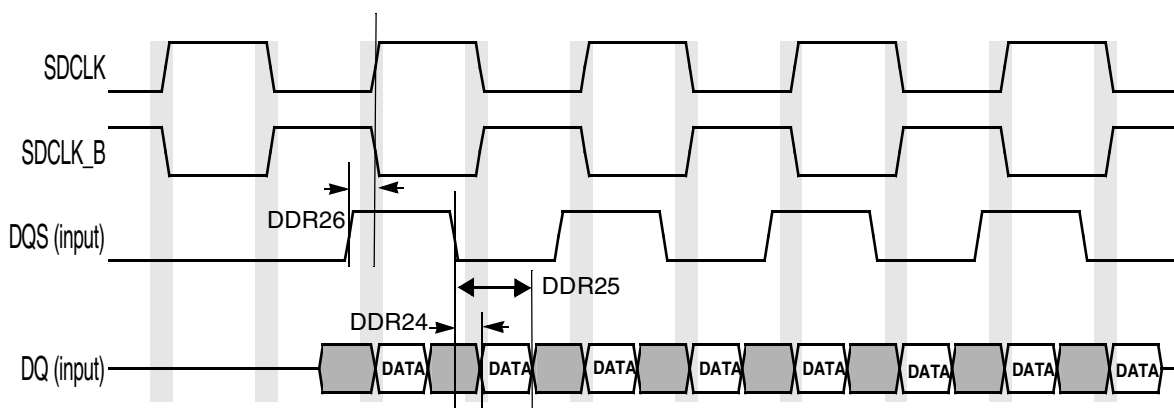 SDCLK
SDCLK_B
DDR26
DQS (input)
DDR25
DDR24
DQ (input)
DATA DATA DATA DATA DATA DATA DATA DATA